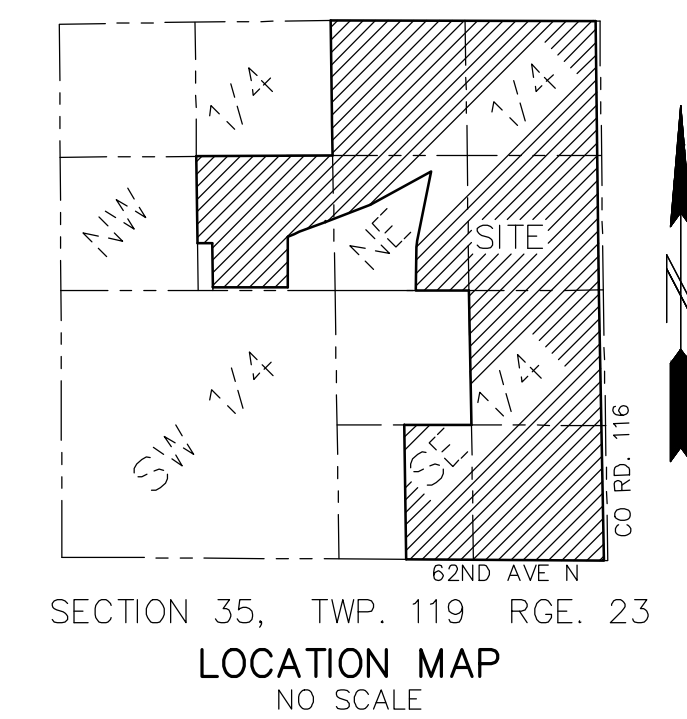 1/4
1/4
NW
NE
SITE
SW 1/4
SE 1/4
N
CO RD. 116
62ND AVE N
SECTION 35, TWP. 119 RGE. 23
LOCATION MAP
NO SCALE